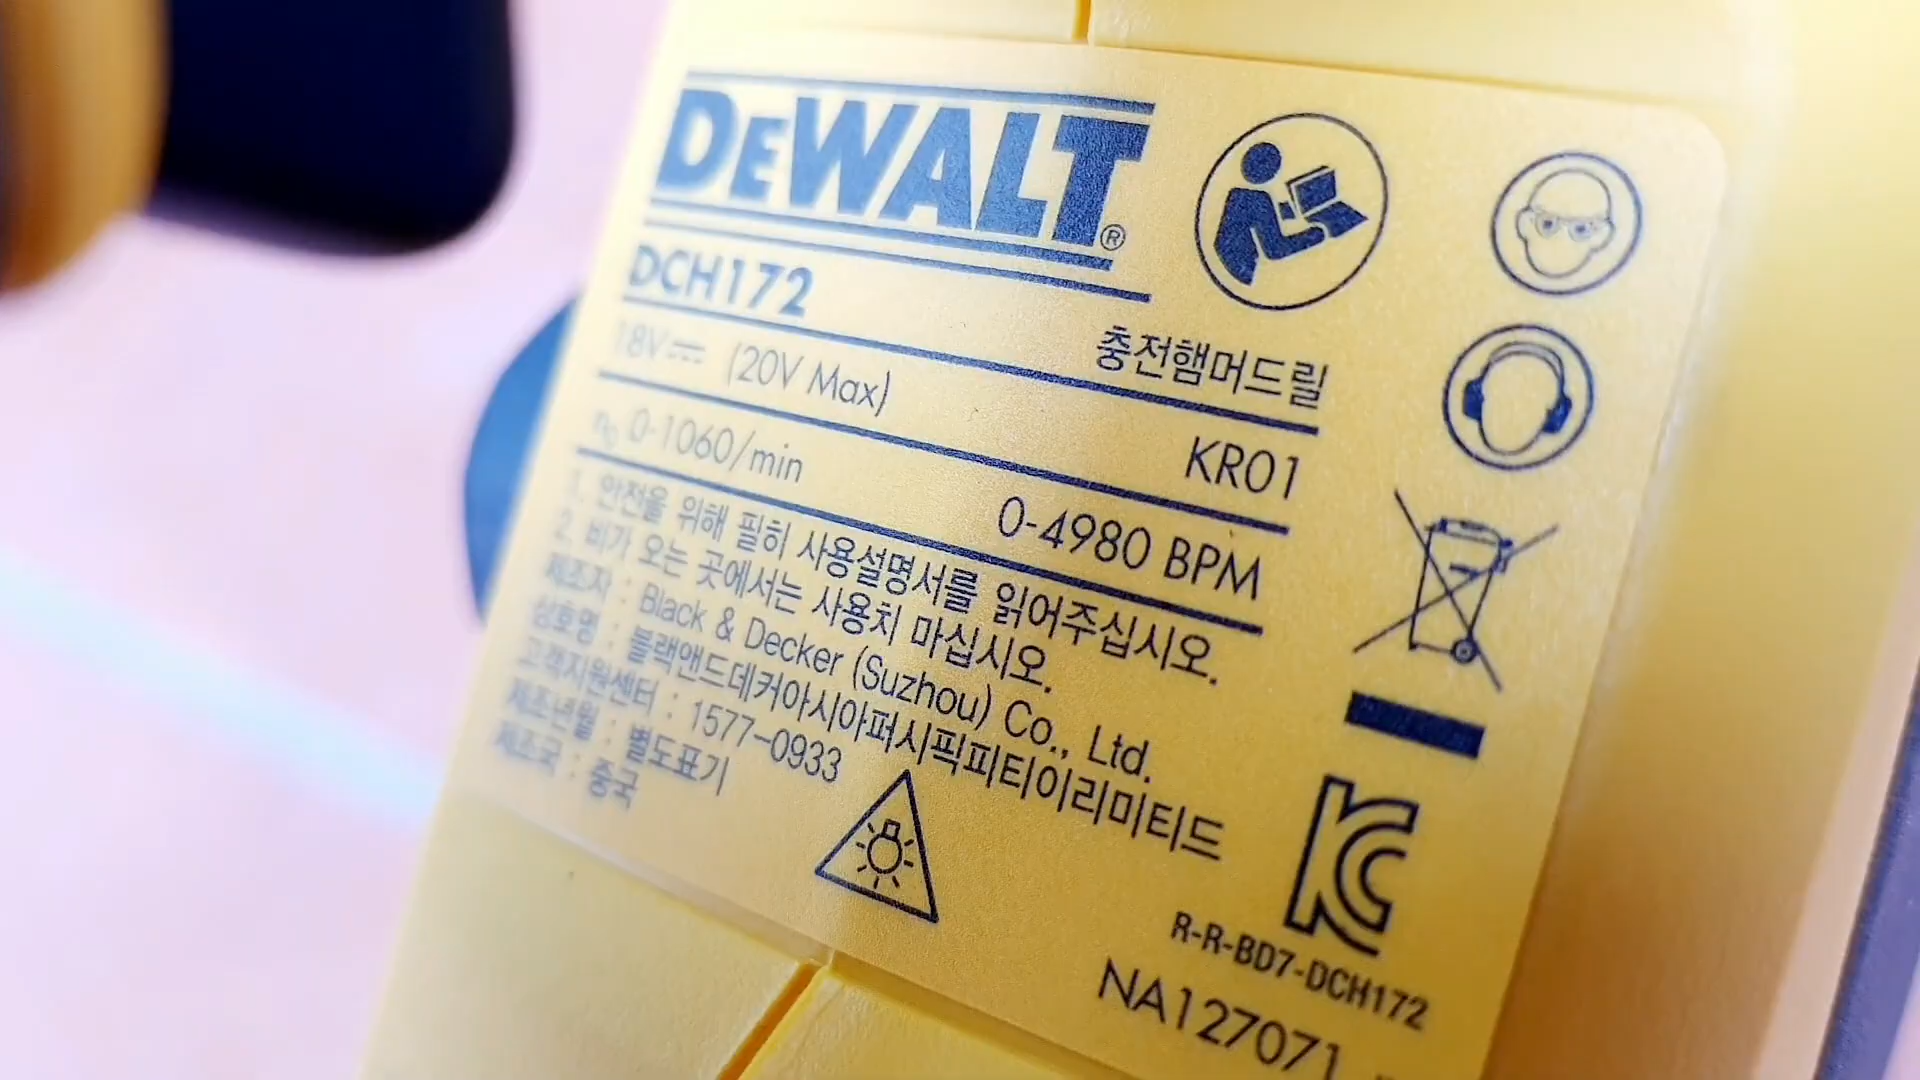 DEWALT®
DCH172
충전햄머드릴
18V (20V Max)
KR01
n₀ 0-1060/min
0-4980 BPM
1. 안전을 위해 필히 사용설명서를 읽어주십시오.
2. 비가 오는 곳에서는 사용치 마십시오.
제조자 : Black & Decker (Suzhou) Co., Ltd.
상호명 : 블랙앤드데커아시아퍼시픽피티이리미티드
고객지원센터 : 1577-0933
제조년월 : 별도표기
제조국 : 중국
R-R-BD7-DCH172
NA127071